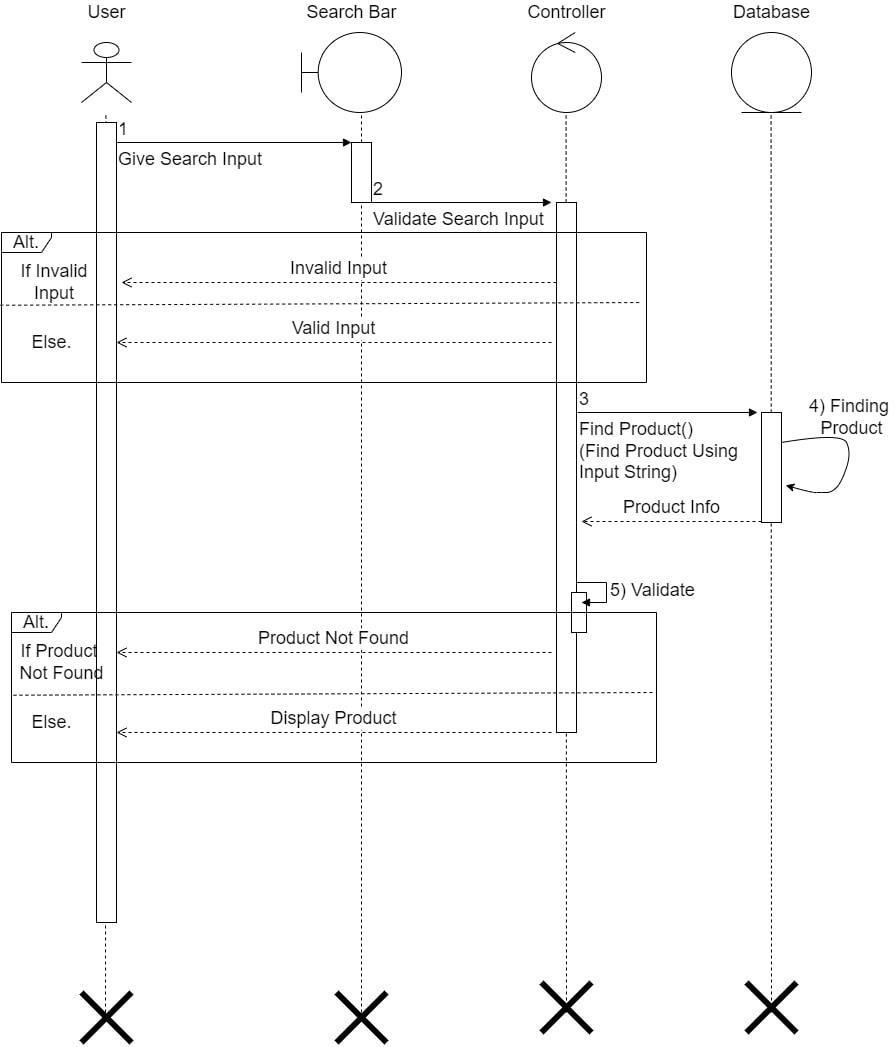 User
Search Bar
Controller
Database
1
Give Search Input
2
Validate Search Input
Alt.
If Invalid
Input
Invalid Input
Else.
Valid Input
3
Find Product()
(Find Product Using
Input String)
4) Finding
Product
Product Info
5) Validate
Alt.
If Product
Not Found
Product Not Found
Else.
Display Product